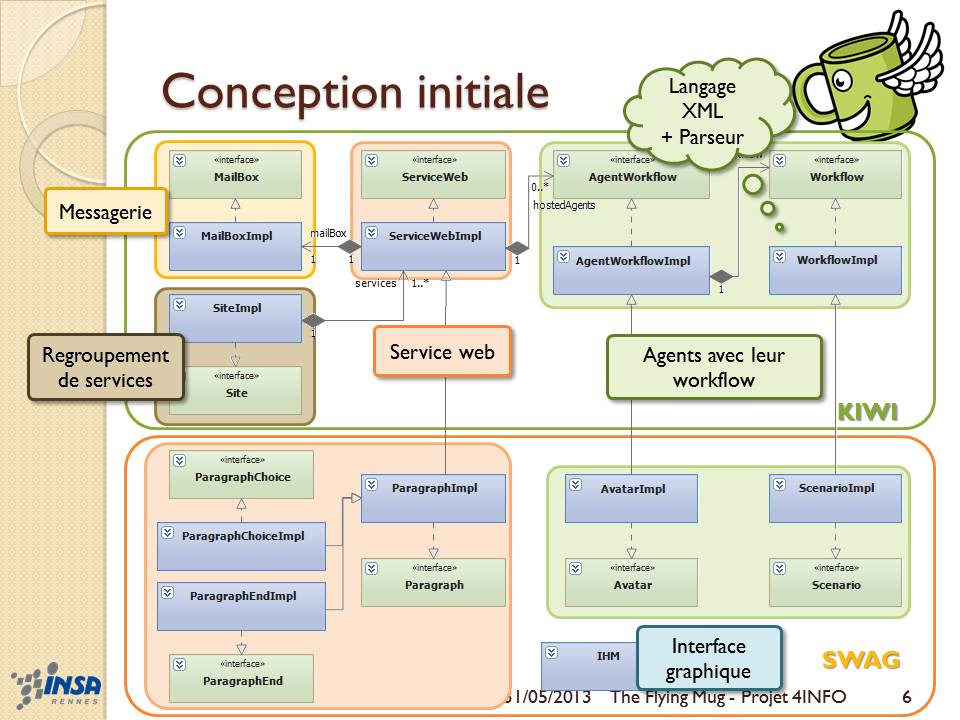 Conception initiale
Langage
XML
+ Parseur
«interface»
MailBox
«interface»
ServiceWeb
«interface»
AgentWorkflow
«interface»
Workflow
0..*
hostedAgents
Messagerie
MailBoxImpl
mailBox
1
1
ServiceWebImpl
1
AgentWorkflowImpl
1
WorkflowImpl
services
1..*
SiteImpl
1
Regroupement
de services
«interface»
Site
Service web
Agents avec leur
workflow
KIWI
«interface»
ParagraphChoice
ParagraphImpl
AvatarImpl
ScenarioImpl
ParagraphChoiceImpl
«interface»
Paragraph
«interface»
Avatar
«interface»
Scenario
ParagraphEndImpl
«interface»
ParagraphEnd
IHM
Interface
graphique
SWAG
INSA
RENNES
31/05/2013
The Flying Mug - Projet 4INFO
6